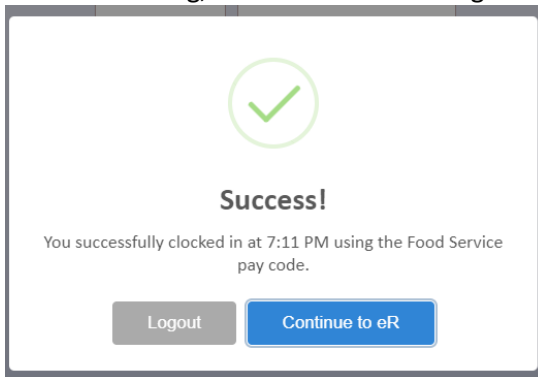 Success!
You successfully clocked in at 7:11 PM using the Food Service
pay code.
Logout
Continue to eR